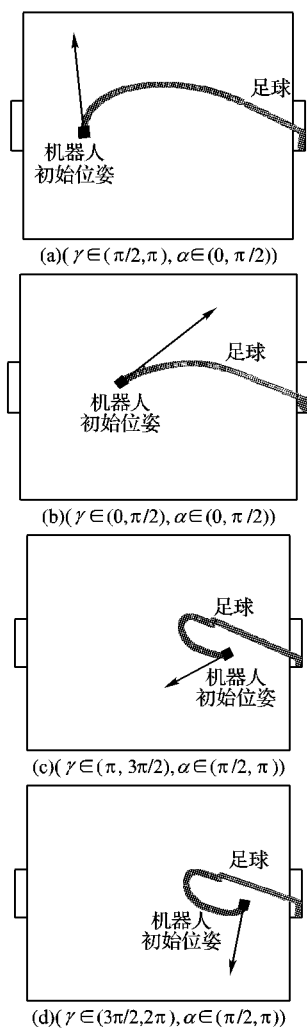 足球
机器人
初始位姿
(a)(γ∈(π/2,π), α∈(0, π/2))
足球
机器人
初始位姿
(b)(γ∈(0,π/2), α∈(0, π/2))
足球
机器人
初始位姿
(c)(γ∈(π, 3π/2), α∈(π/2, π))
足球
机器人
初始位姿
(d)(γ∈(3π/2,2π), α∈(π/2,π))